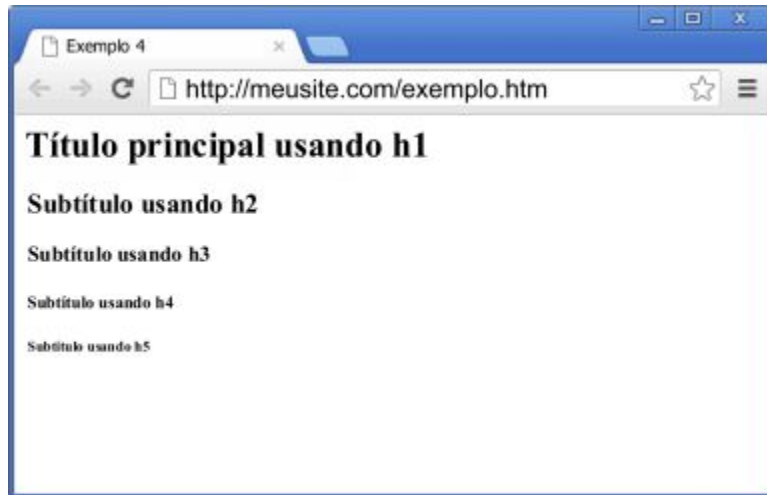 Exemplo 4
http://meusite.com/exemplo.htm
Título principal usando h1
Subtítulo usando h2
Subtítulo usando h3
Subtítulo usando h4
Subtítulo usando h5